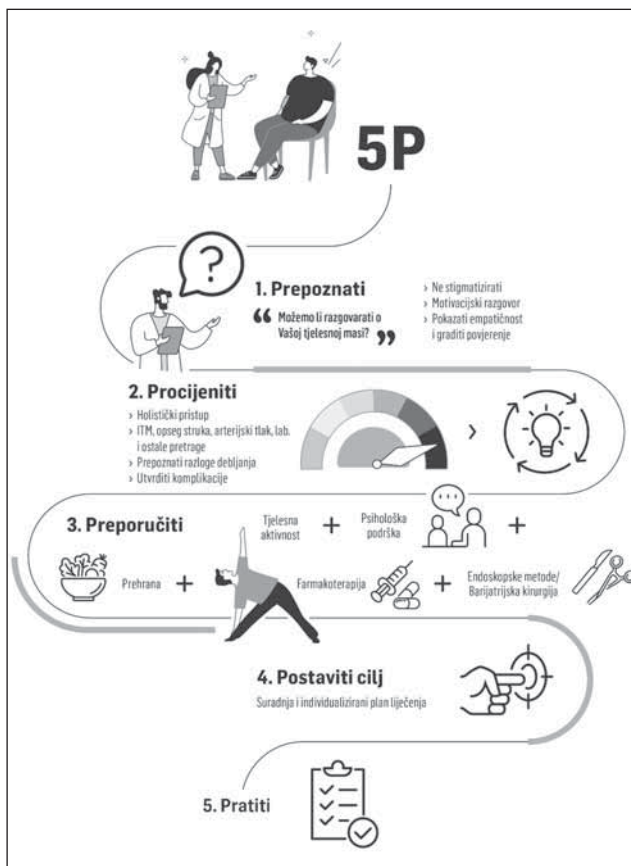 5P
1. Prepoznati
“ Možemo li razgovarati o
Vašoj tjelesnoj masi? ”
› Ne stigmatizirati
› Motivacijski razgovor
› Pokazati empatičnost
i graditi povjerenje
2. Procijeniti
› Holistički pristup
› ITM, opseg struka, arterijski tlak, lab.
i ostale pretrage
› Prepoznati razloge debljanja
› Utvrditi komplikacije
›
3. Preporučiti
Tjelesna
aktivnost
+
Psihološka
podrška
+
Prehrana
+
Farmakoterapija
+
Endoskopske metode/
Barijatrijska kirurgija
4. Postaviti cilj
Suradnja i individualizirani plan liječenja
5. Pratiti